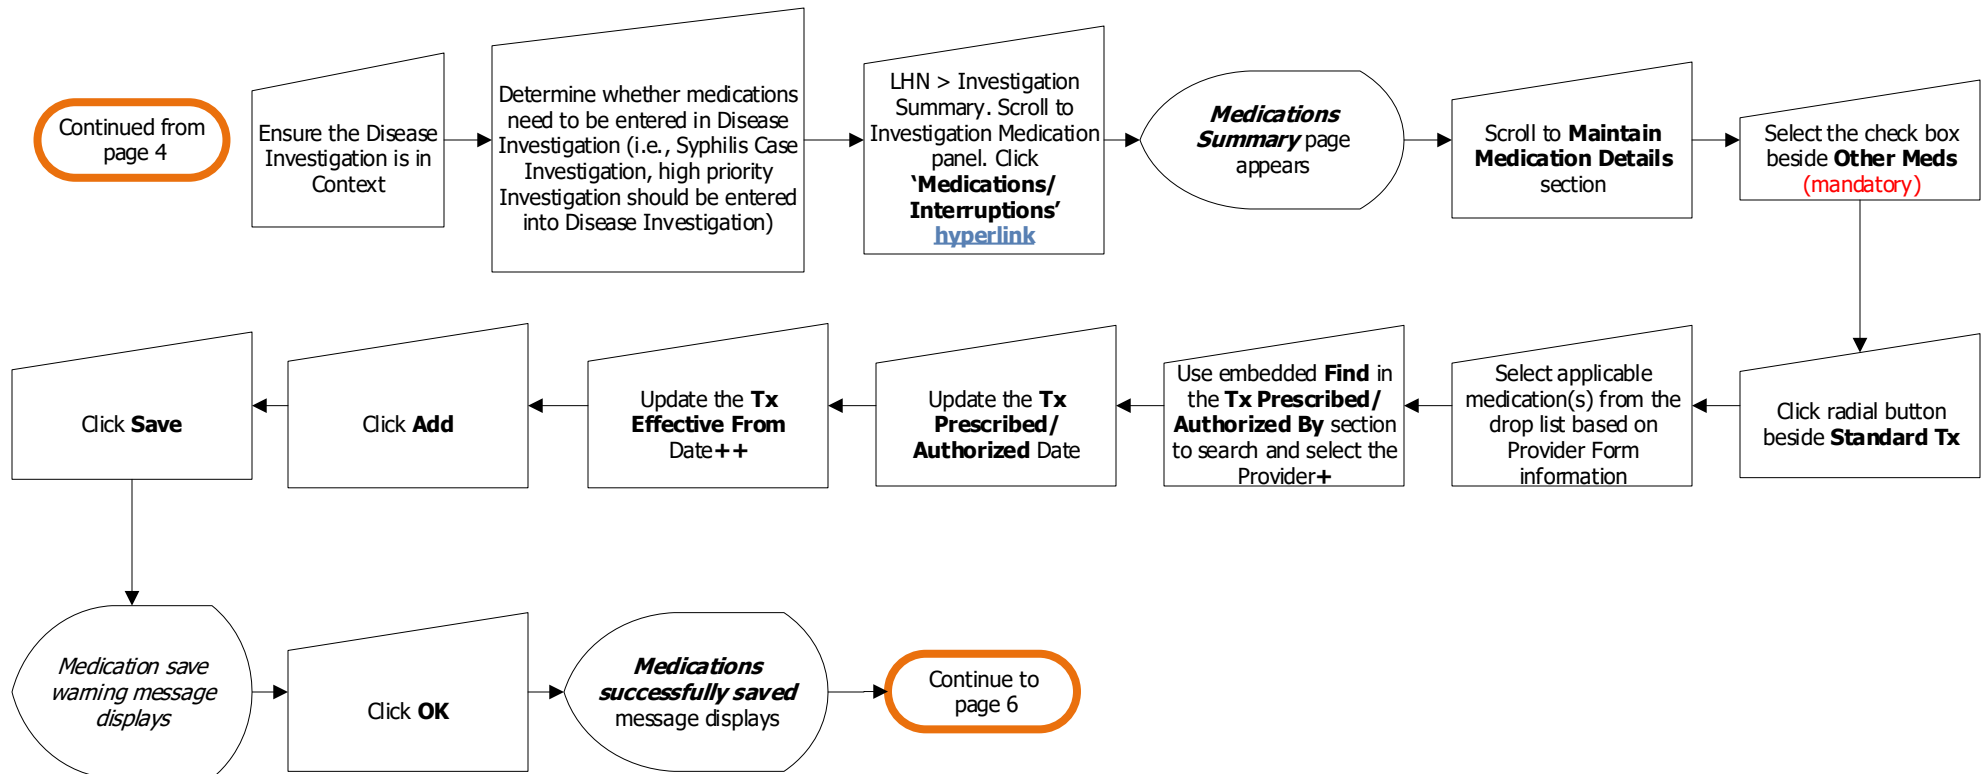 Continued from
page 4
Ensure the Disease
Investigation is in
Context
Determine whether medications
need to be entered in Disease
Investigation (i.e., Syphilis Case
Investigation, high priority
Investigation should be entered
into Disease Investigation)
LHN > Investigation
Summary. Scroll to
Investigation Medication
panel. Click
‘Medications/
Interruptions’
hyperlink
Medications
Summary page
appears
Scroll to Maintain
Medication Details
section
Select the check box
beside Other Meds
(mandatory)
Click radial button
beside Standard Tx
Select applicable
medication(s) from the
drop list based on
Provider Form
information
Use embedded Find in
the Tx Prescribed/
Authorized By section
to search and select the
Provider+
Update the Tx
Prescribed/
Authorized Date
Update the Tx
Effective From
Date++
Click Add
Click Save
Medication save
warning message
displays
Click OK
Medications
successfully saved
message displays
Continue to
page 6